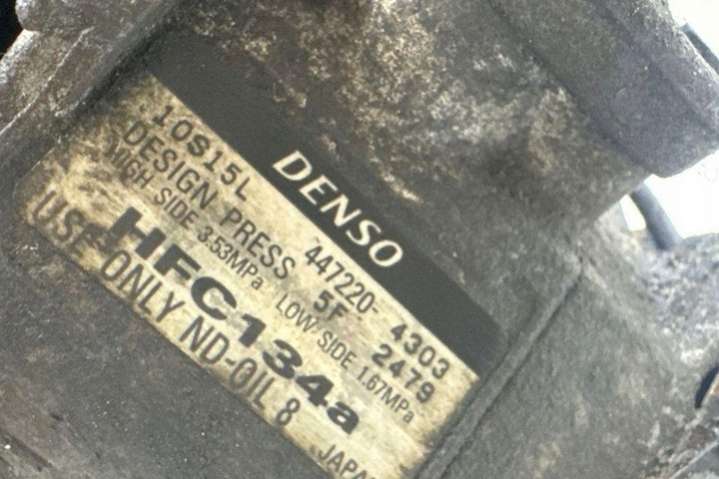 DENSO
10S15L 447220-4303
DESIGN PRESS 5F 2479
HIGH SIDE 3.53MPa LOW SIDE 1.67MPa
HFC134a
USE ONLY ND-OIL 8
JAPAN